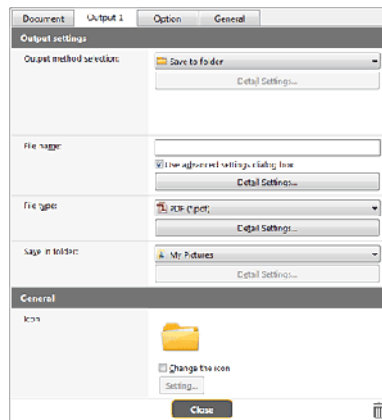 Document Output 1 Option General
Output settings
Output method selection: Save to folder
Detail Settings...
File name:
Use advanced settings dialog box
Detail Settings...
File type: PDF (*.pdf)
Detail Settings...
Save in folder: My Pictures
Detail Settings...
General
Icon
Change the icon
Setting...
Close